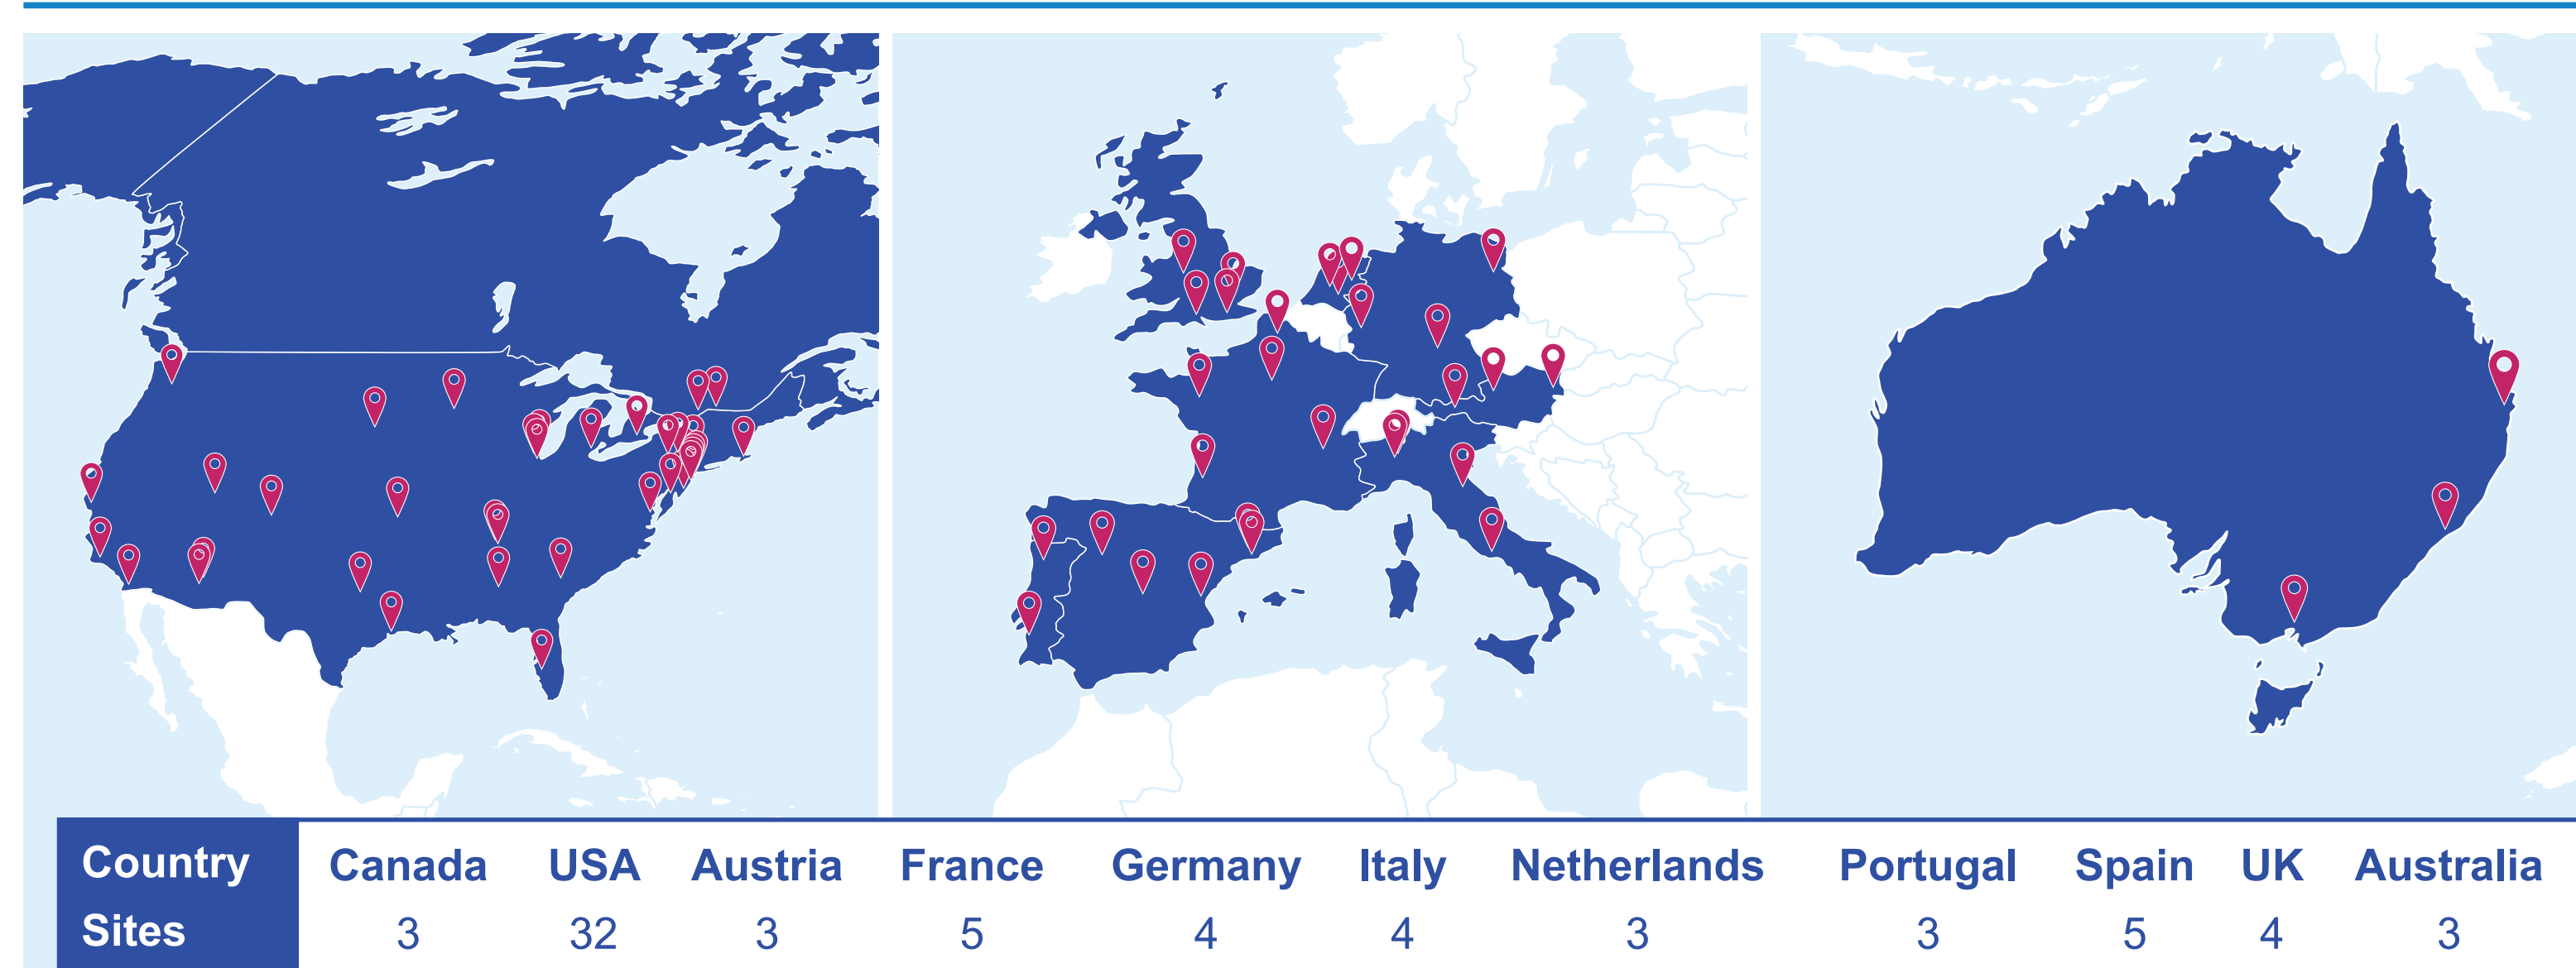 Country Canada USA Austria France Germany Italy Netherlands Portugal Spain UK Australia
Sites 3 32 3 5 4 4 3 3 5 4 3